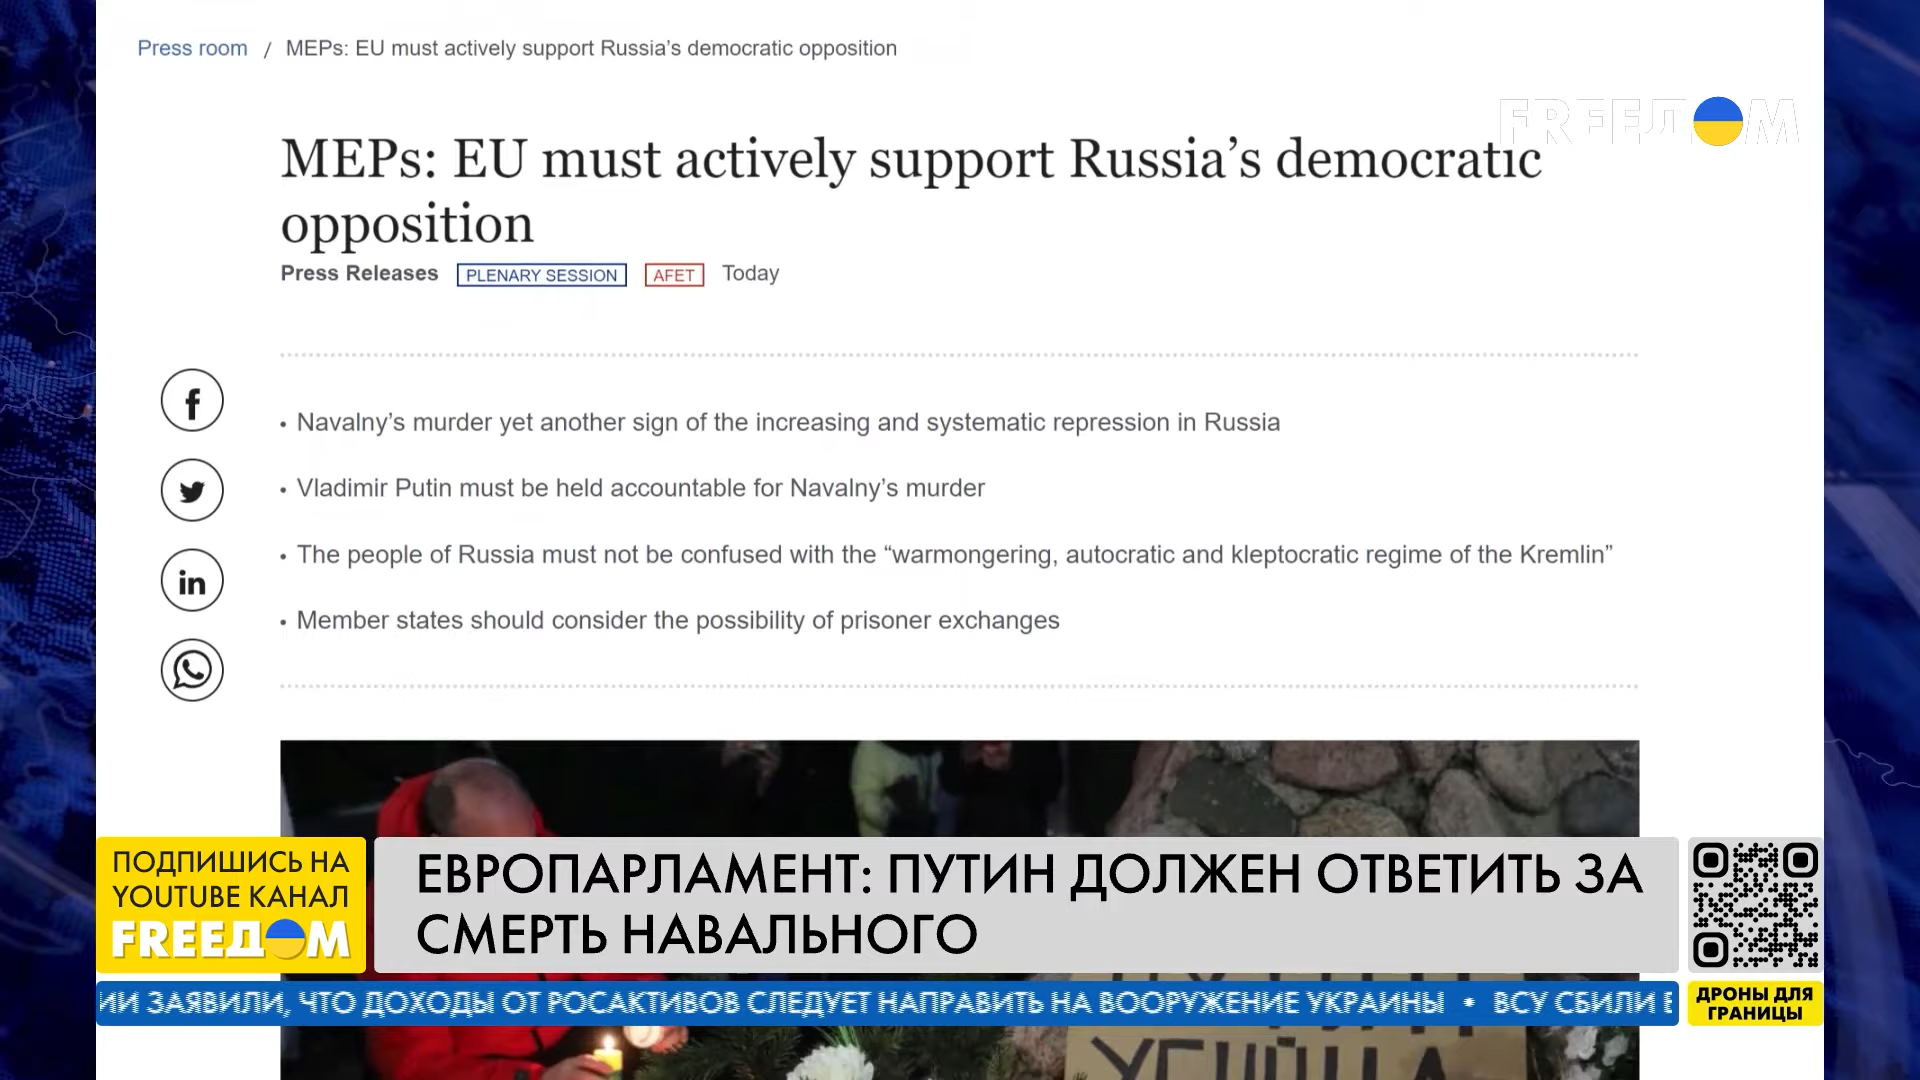 Press room / MEPs: EU must actively support Russia’s democratic opposition
FREEДOM
MEPs: EU must actively support Russia’s democratic
opposition
Press Releases PLENARY SESSION AFET Today
• Navalny’s murder yet another sign of the increasing and systematic repression in Russia
• Vladimir Putin must be held accountable for Navalny’s murder
• The people of Russia must not be confused with the “warmongering, autocratic and kleptocratic regime of the Kremlin”
• Member states should consider the possibility of prisoner exchanges
ПОДПИШИСЬ НА
YOUTUBE КАНАЛ
FREEДOM
ЕВРОПАРЛАМЕНТ: ПУТИН ДОЛЖЕН ОТВЕТИТЬ ЗА
СМЕРТЬ НАВАЛЬНОГО
ИИ ЗАЯВИЛИ, ЧТО ДОХОДЫ ОТ РОСАКТИВОВ СЛЕДУЕТ НАПРАВИТЬ НА ВООРУЖЕНИЕ УКРАИНЫ • ВСУ СБИЛИ
ДРОНЫ ДЛЯ
ГРАНИЦЫ